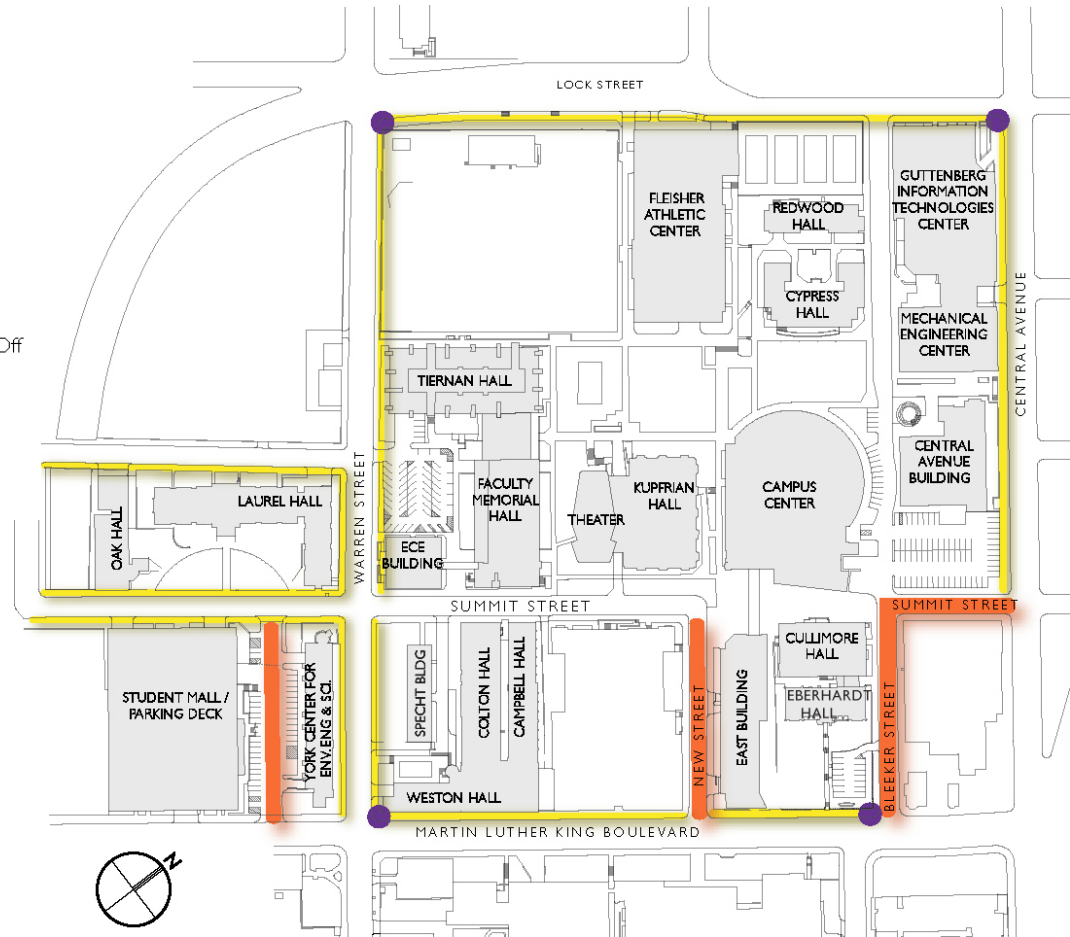 LOCK STREET
GUTTENBERG
INFORMATION
TECHNOLOGIES
CENTER
FLEISHER
ATHLETIC
CENTER
REDWOOD
HALL
CYPRESS
HALL
CENTRAL AVENUE
MECHANICAL
ENGINEERING
CENTER
Off
TIERNAN HALL
CENTRAL
AVENUE
BUILDING
WARREN STREET
LAUREL HALL
OAK HALL
FACULTY
MEMORIAL
HALL
KUPFRIAN
HALL
THEATER
CAMPUS
CENTER
ECE
BUILDING
SUMMIT STREET
SUMMIT STREET
STUDENT MALL /
PARKING DECK
YORK CENTER FOR
ENV. ENG & SCI.
SPECHT BLDG
COLTON HALL
CAMPBELL HALL
WESTON HALL
NEW STREET
EAST BUILDING
CULLIMORE
HALL
EBERHARDT
HALL
BLEEKER STREET
MARTIN LUTHER KING BOULEVARD
N